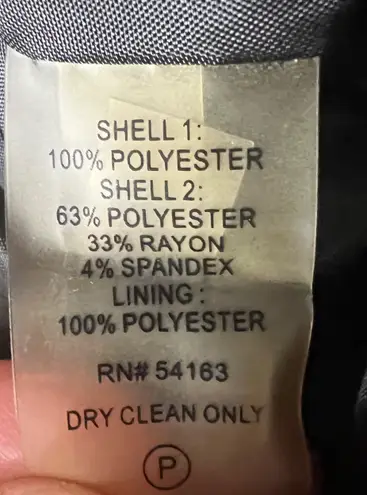 SHELL 1:
100% POLYESTER
SHELL 2:
63% POLYESTER
33% RAYON
4% SPANDEX
LINING :
100% POLYESTER
RN# 54163
DRY CLEAN ONLY
P